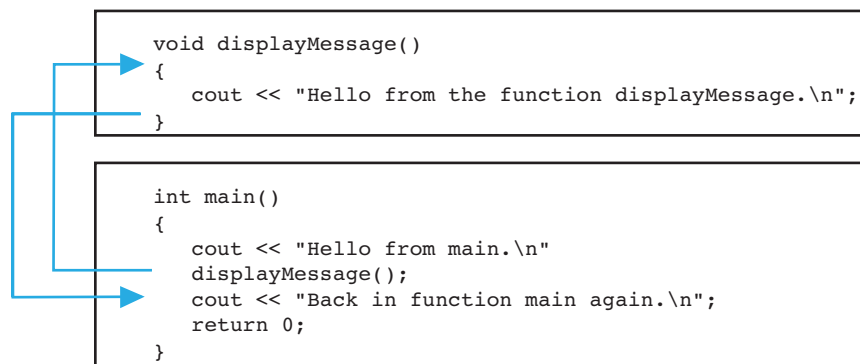 void displayMessage()
{
cout << "Hello from the function displayMessage.\n";
}
int main()
{
cout << "Hello from main.\n"
displayMessage();
cout << "Back in function main again.\n";
return 0;
}